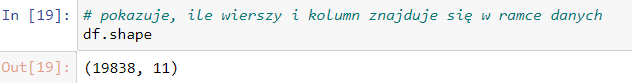 In [19]: # pokazuje, ile wierszy i kolumn znajduje się w ramce danych
df.shape
Out[19]: (19838, 11)